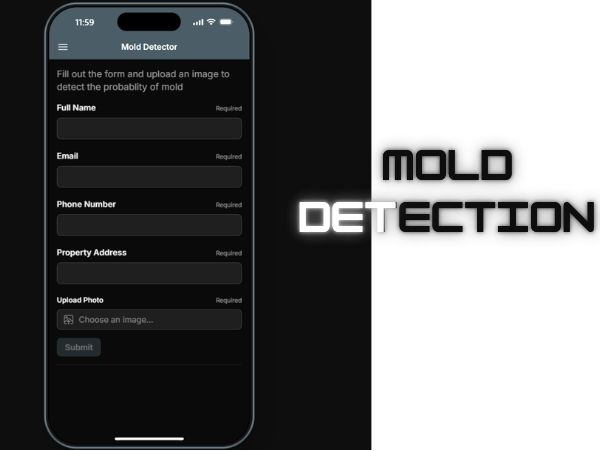 11:59
Mold Detector
Fill out the form and upload an image to
detect the probablity of mold
Full Name Required
Email Required
Phone Number Required
Property Address Required
Upload Photo Required
Choose an image...
Submit
MOLD
DETECTION